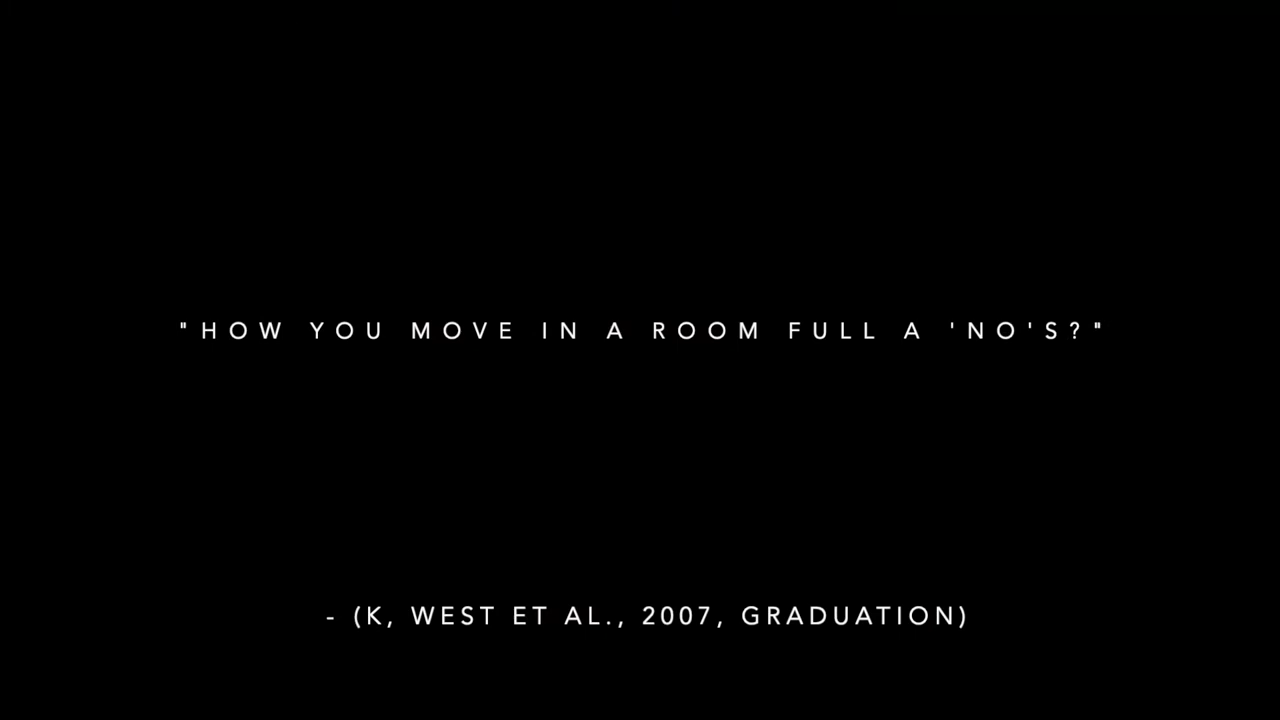 "HOW YOU MOVE IN A ROOM FULL A 'NO'S?"
- (K, WEST ET AL., 2007, GRADUATION)